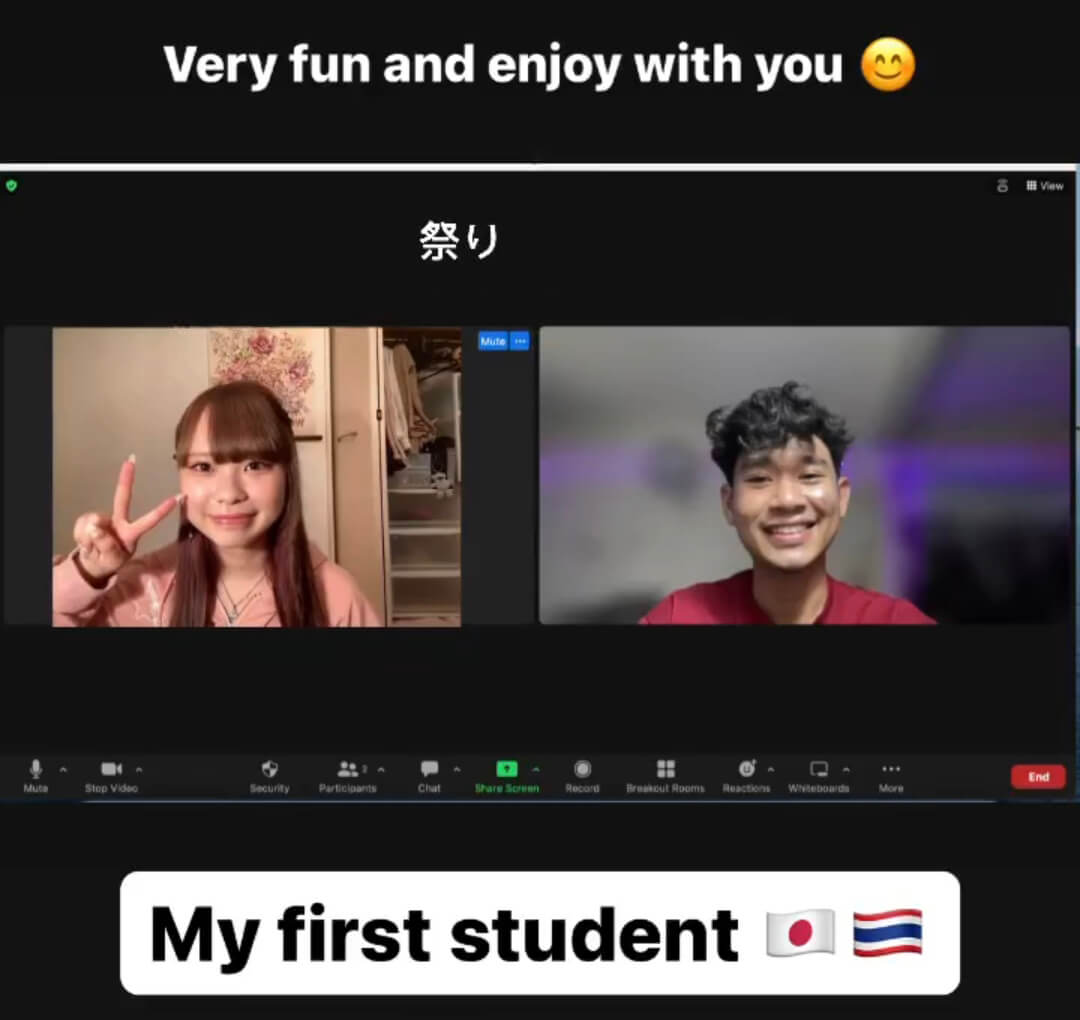 Very fun and enjoy with you 😊
View
祭り
Mute
Mute
Stop Video
Security
2
Participants
Chat
Share Screen
Record
Breakout Rooms
Reactions
Whiteboards
More
End
My first student 🇯🇵 🇹🇭